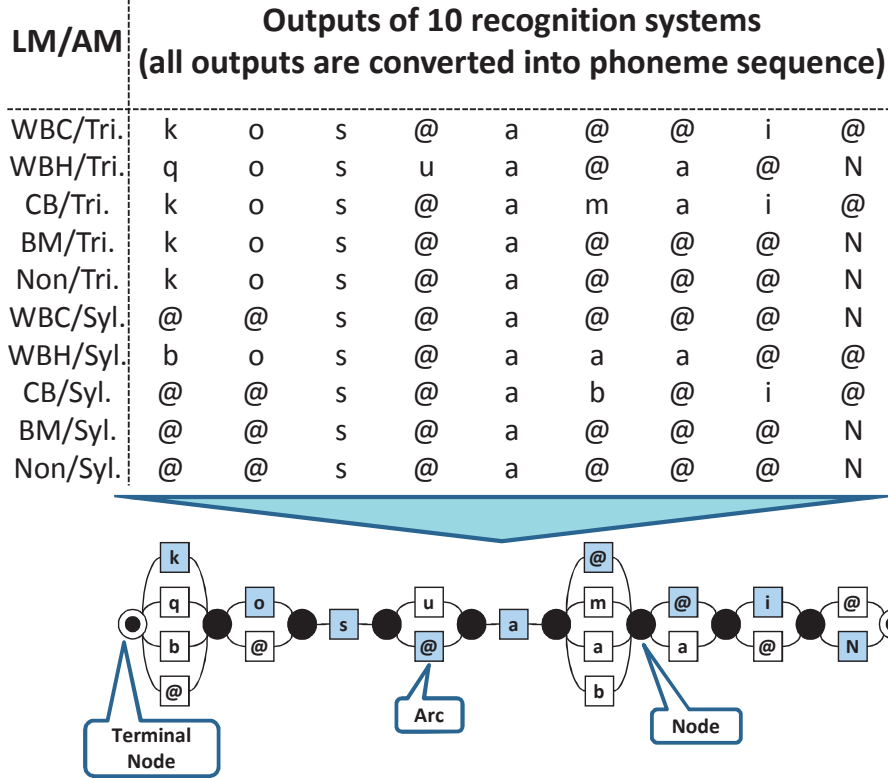 LM/AM
Outputs of 10 recognition systems
(all outputs are converted into phoneme sequence)
WBC/Tri. k o s @ a @ @ i @
WBH/Tri. q o s u a @ a @ N
CB/Tri. k o s @ a m a i @
BM/Tri. k o s @ a @ @ @ N
Non/Tri. k o s @ a @ @ @ N
WBC/Syl. @ @ s @ a @ @ @ N
WBH/Syl. b o s @ a a a @ @
CB/Syl. @ @ s @ a b @ i @
BM/Syl. @ @ s @ a @ @ @ N
Non/Syl. @ @ s @ a @ @ @ N
k @
q o u m @ i @
s a
b @ @ a a @ N
@ b
Arc
Terminal
Node
Node